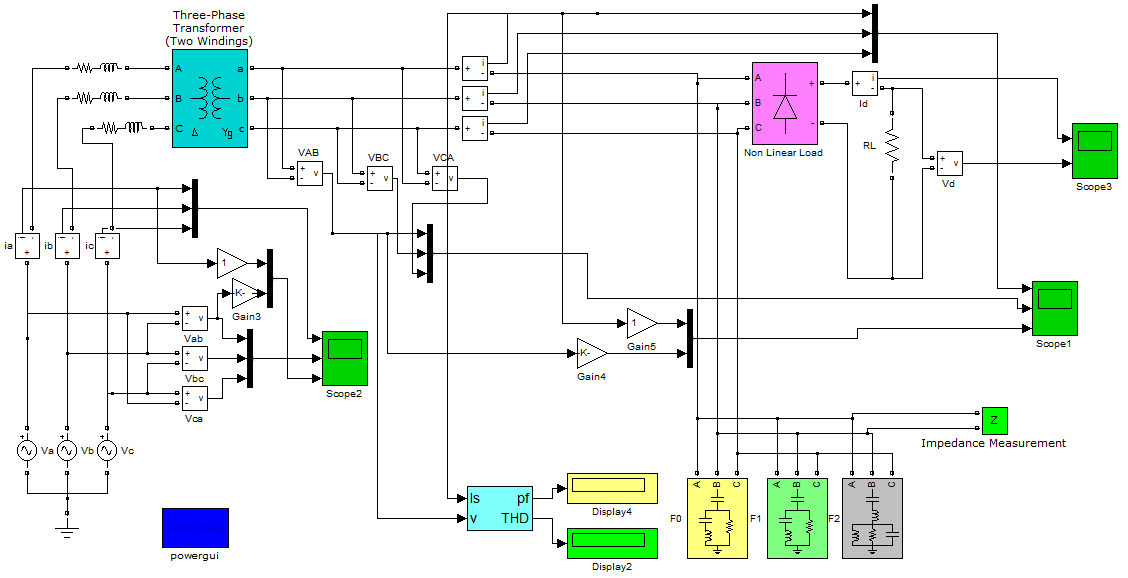 Three-Phase
Transformer
(Two Windings)
A
B
C
a
b
c
Δ
Yg
i
+
-
i
+
-
i
+
-
A
B
C
+
-
Non Linear Load
i
+
-
Id
RL
+
-
v
Vd
Scope3
VAB
+
-
v
VBC
+
-
v
VCA
+
-
v
ia
+
ib
+
ic
+
1
K-
Gain3
+
-
v
Vab
+
-
v
Vbc
+
-
v
Vca
Scope2
1
Gain5
K-
Gain4
Scope1
Z
Impedance Measurement
+
Va
+
Vb
+
Vc
powergui
Is
v
pf
THD
Display4
Display2
A
B
C
F0
A
B
C
F1
A
B
C
F2